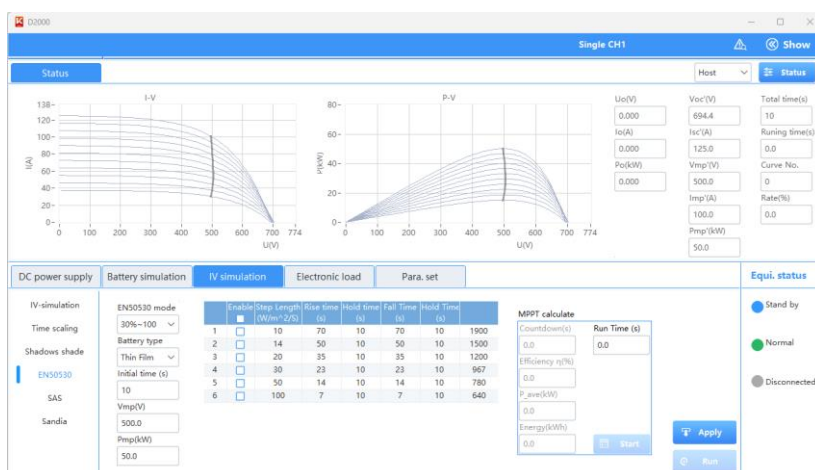 D2000
Single CH1
Show
Status
Host
Status
I-V
I(A)
138
120
100
80
60
40
20
0
0 100 200 300 400 500 600 700 774
U(V)
P-V
P(kW)
80
60
40
20
0
0 100 200 300 400 500 600 700 774
U(V)
Uo(V)
0.000
Io(A)
0.000
Po(kW)
0.000
Voc'(V)
694.4
Isc'(A)
125.0
Vmp'(V)
500.0
Imp'(A)
100.0
Pmp'(kW)
50.0
Total time(s)
10
Runing time(s)
0.0
Curve No.
0
Rate(%)
0.0
DC power supply Battery simulation IV simulation Electronic load Para. set
Equi. status
IV-simulation
Time scaling
Shadows shade
EN50530
SAS
Sandia
EN50530 mode
30%~100
Battery type
Thin Film
Initial time (s)
10
Vmp(V)
500.0
Pmp(kW)
50.0
Enable Step Length (W/m^2/S) Rise time (s) Hold time (s) Fall Time (s) Hold Time (s)
1 10 70 10 70 10 1900
2 14 50 10 50 10 1500
3 20 35 10 35 10 1200
4 30 23 10 23 10 967
5 50 14 10 14 10 780
6 100 7 10 7 10 640
MPPT calculate
Countdown(s)
0.0
Efficiency η(%)
0.0
P_ave(kW)
0.0
Energy(kWh)
0.0
Run Time (s)
0.0
Start
Apply
Run
Stand by
Normal
Disconnected